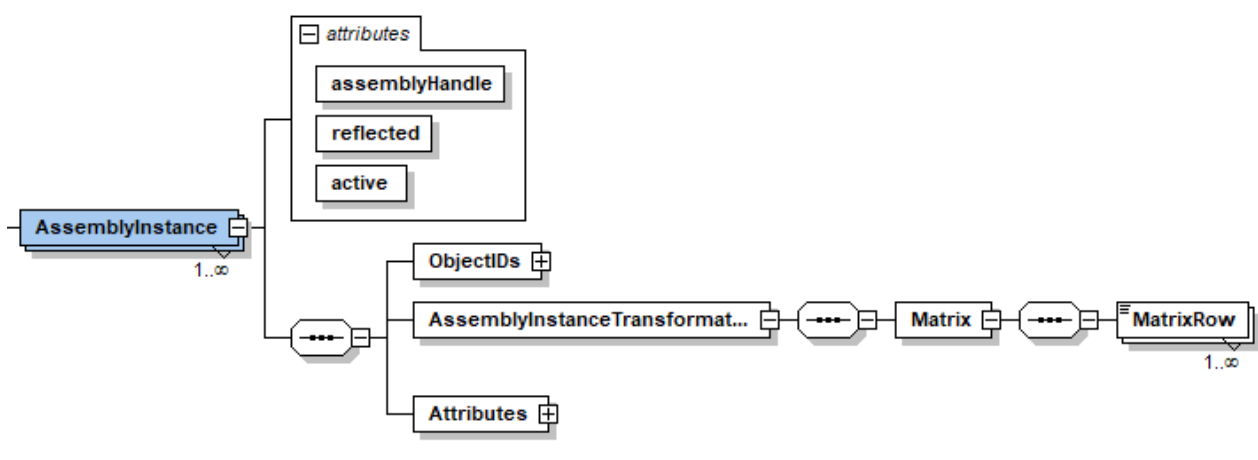 attributes
assemblyHandle
reflected
active
AssemblyInstance
1..∞
ObjectIDs
AssemblyInstanceTransformat...
Matrix
MatrixRow
1..∞
Attributes